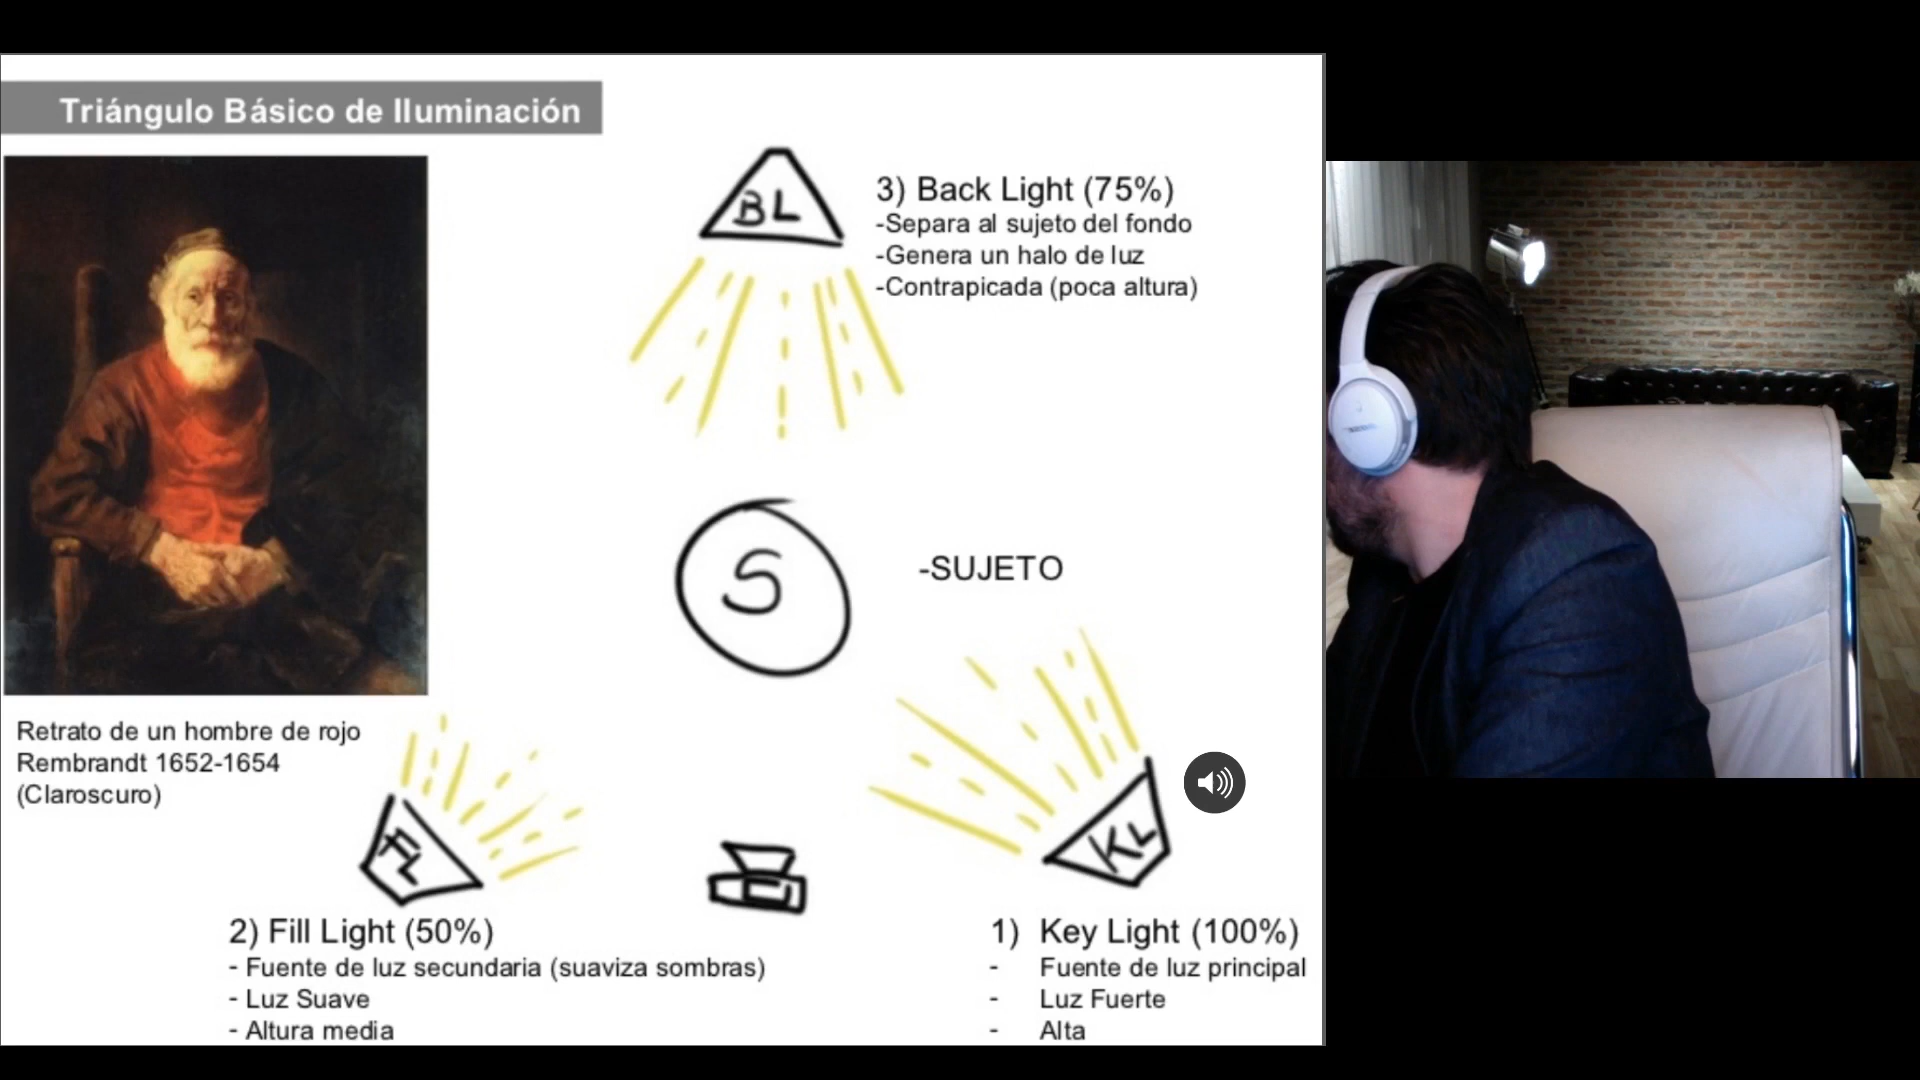 Triángulo Básico de Iluminación
BL
3) Back Light (75%)
-Separa al sujeto del fondo
-Genera un halo de luz
-Contrapicada (poca altura)
S
-SUJETO
Retrato de un hombre de rojo
Rembrandt 1652-1654
(Claroscuro)
FL
KL
2) Fill Light (50%)
- Fuente de luz secundaria (suaviza sombras)
- Luz Suave
- Altura media
1) Key Light (100%)
- Fuente de luz principal
- Luz Fuerte
- Alta